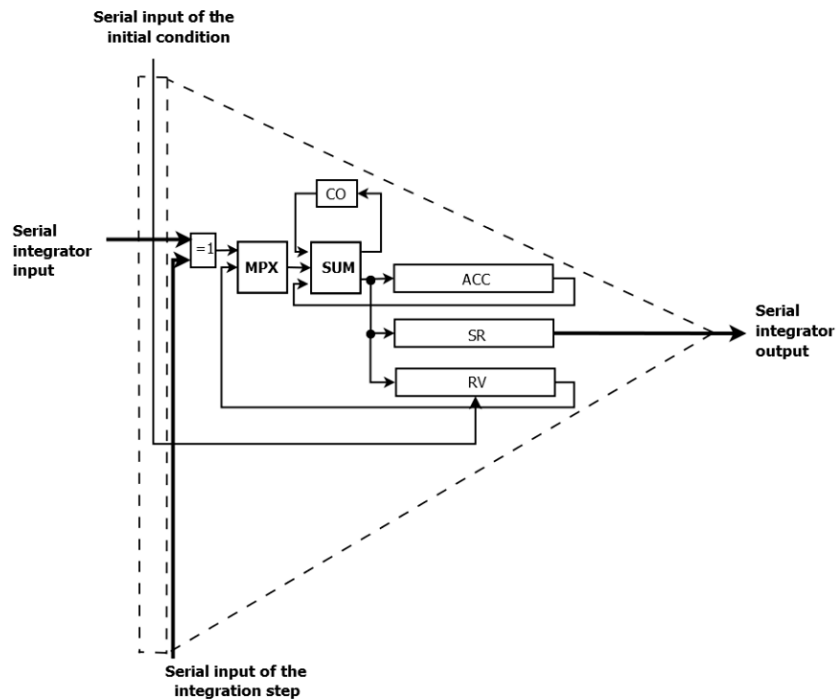 Serial input of the
initial condition
CO
Serial
integrator
input
=1
MPX
SUM
ACC
SR
RV
Serial
integrator
output
Serial input of the
integration step